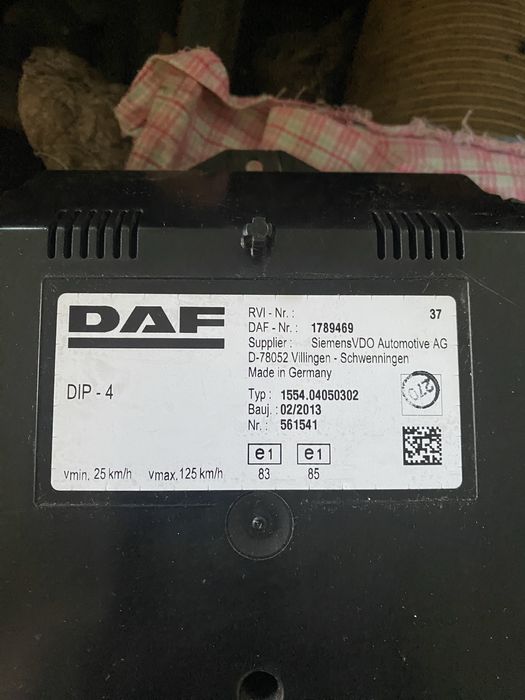 DAF
DIP - 4
vmin. 25 km/h vmax. 125 km/h
RVI - Nr. : 37
DAF - Nr. : 1789469
Supplier : SiemensVDO Automotive AG
D-78052 Villingen - Schwenningen
Made in Germany
Typ : 1554.04050302
Bauj. : 02/2013
Nr. : 561541
e1 e1
83 85
270